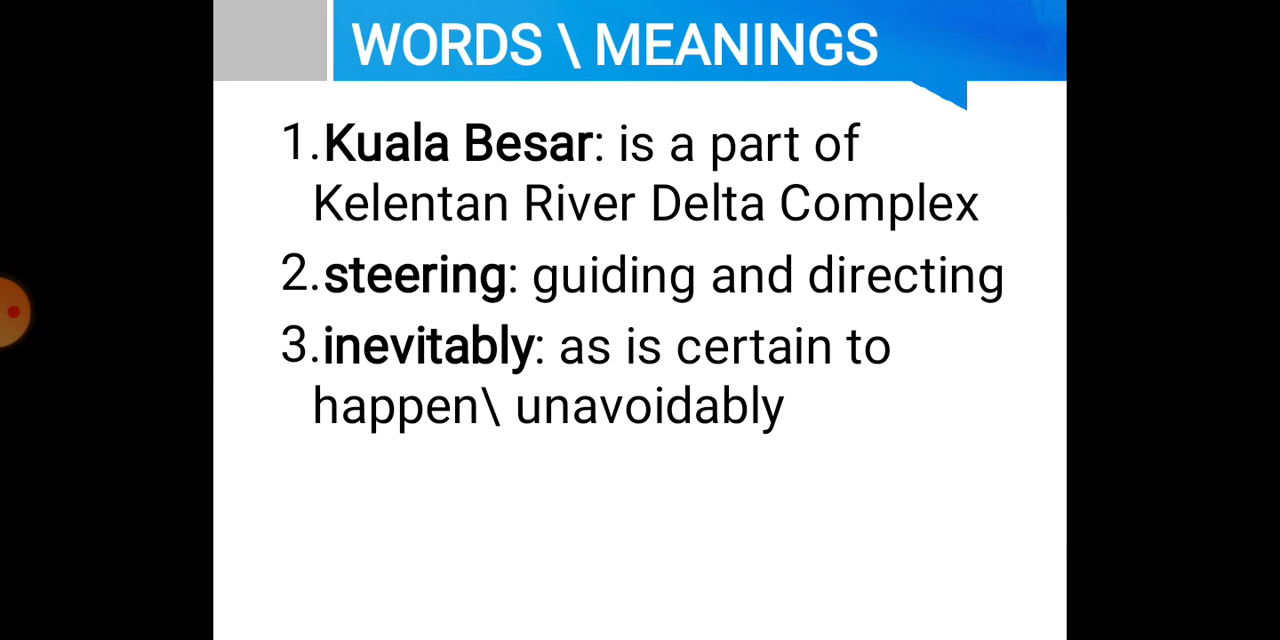 WORDS \ MEANINGS
1.Kuala Besar: is a part of
Kelentan River Delta Complex
2.steering: guiding and directing
3.inevitably: as is certain to
happen\ unavoidably